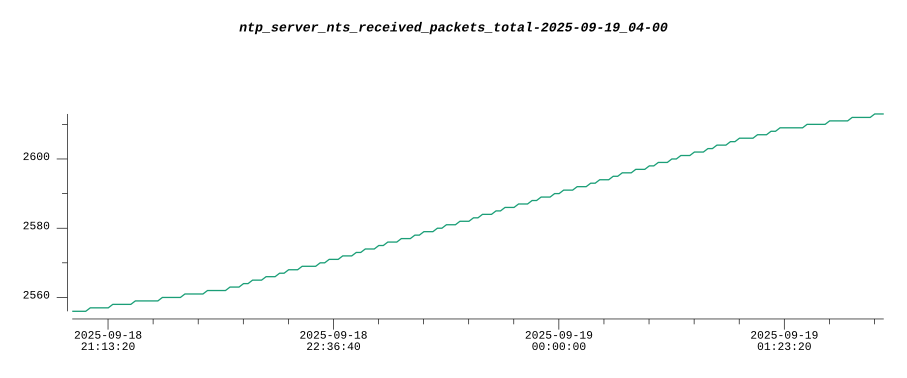 ntp_server_nts_received_packets_total-2025-09-19_04-00
2600
2580
2560
2025-09-18 2025-09-18 2025-09-19 2025-09-19
21:13:20 22:36:40 00:00:00 01:23:20